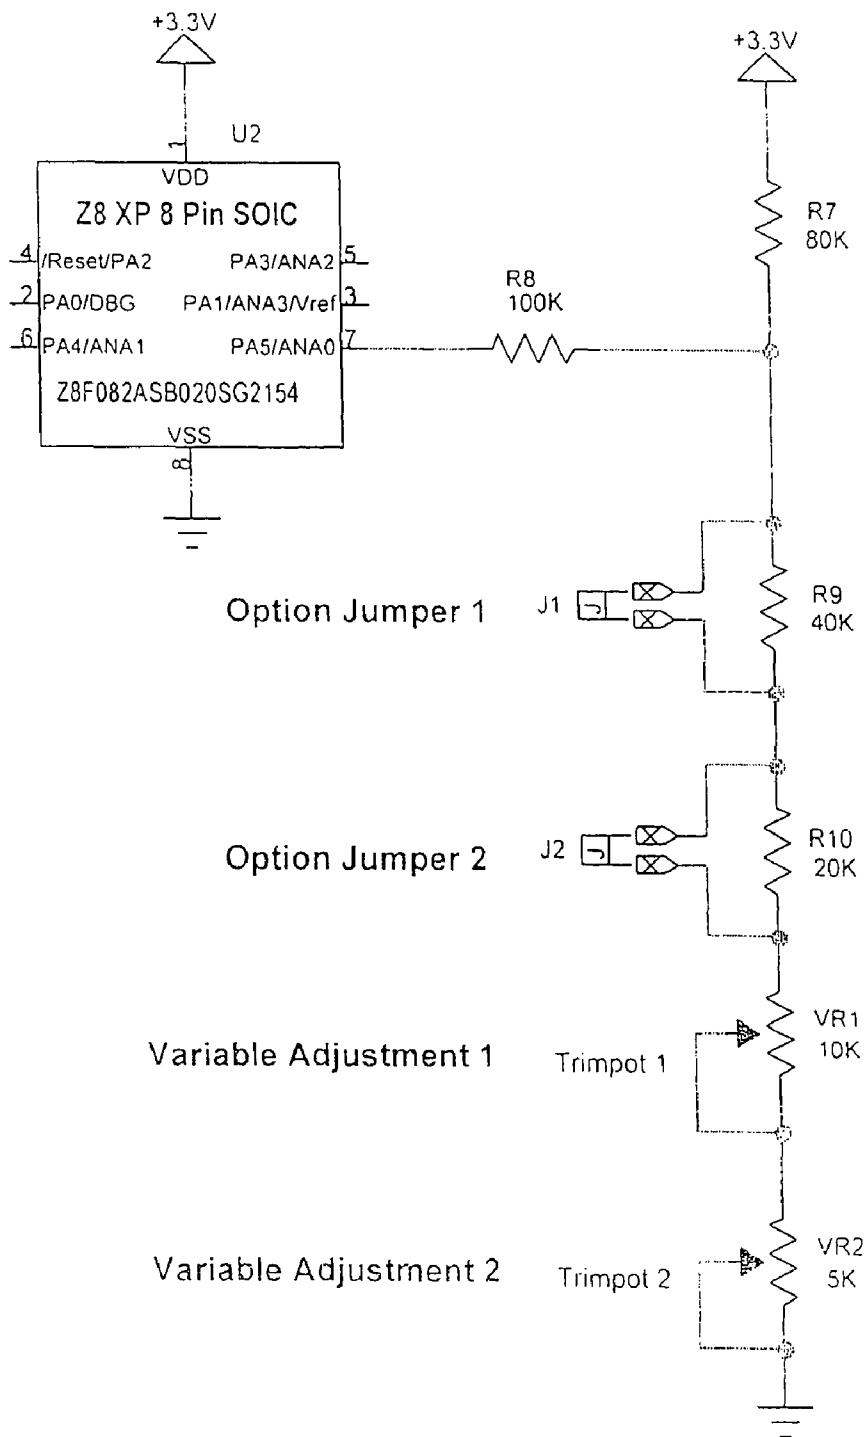 +3.3V
+3.3V
1
U2
VDD
Z8 XP 8 Pin SOIC
4 /Reset/PA2 PA3/ANA2 5
2 PA0/DBG PA1/ANA3/Vref 3
6 PA4/ANA1 PA5/ANA0 7
Z8F082ASB020SG2154
VSS
8
R7
80K
R8
100K
Option Jumper 1
J1
J
R9
40K
Option Jumper 2
J2
J
R10
20K
Variable Adjustment 1
Trimpot 1
VR1
10K
Variable Adjustment 2
Trimpot 2
VR2
5K